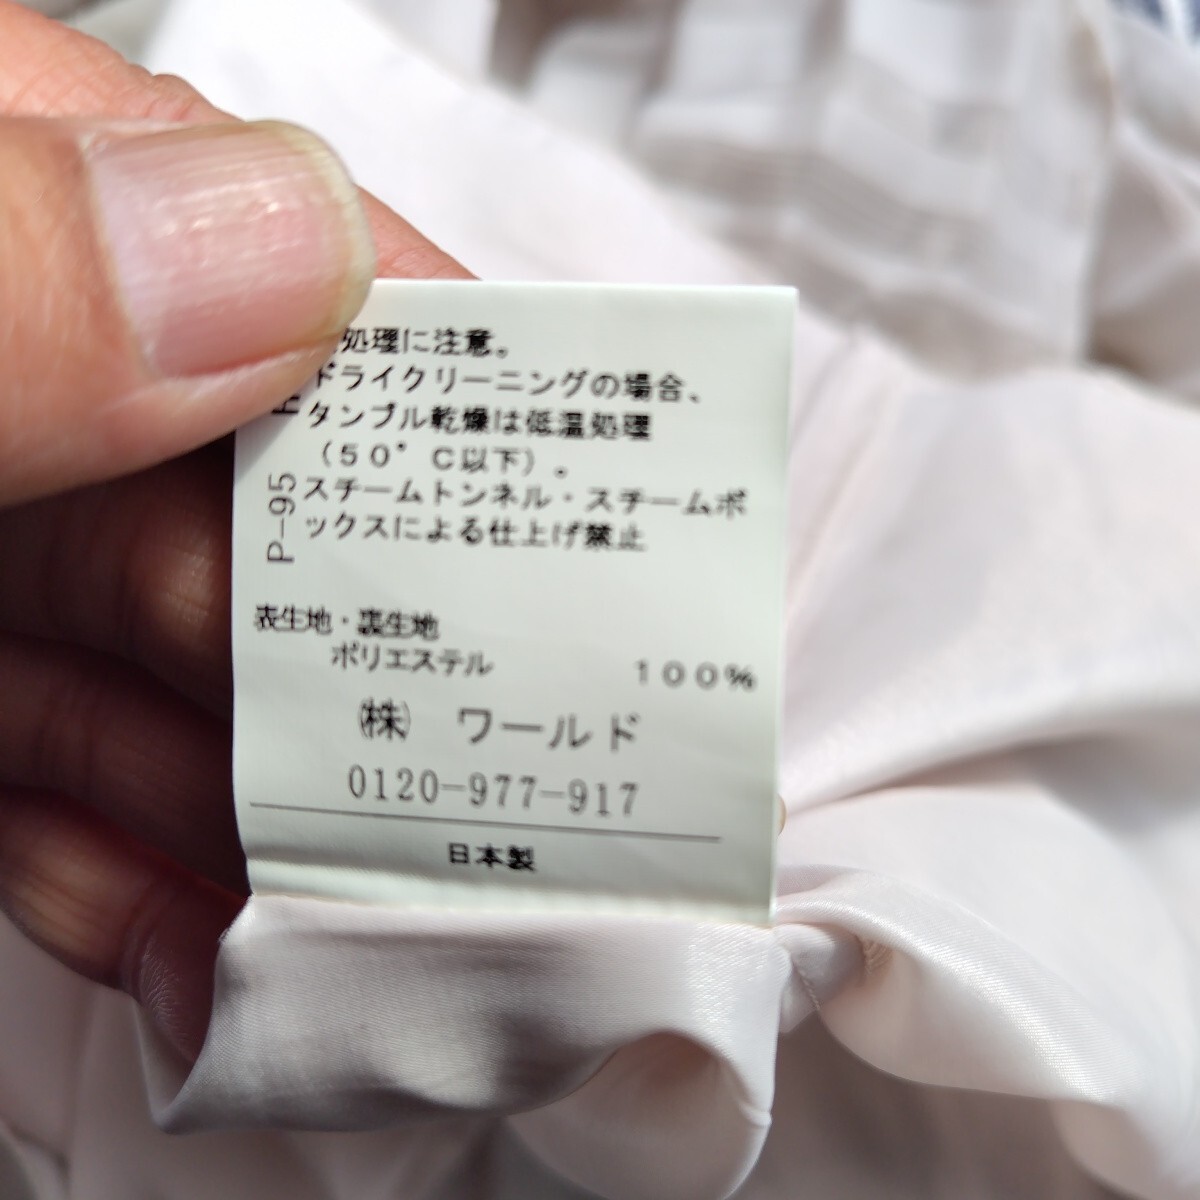 処理に注意。
ドライクリーニングの場合、
タンブル乾燥は低温処理
（50°C以下）。
スチームトンネル・スチームボ
ックスによる仕上げ禁止
P-95
表生地・裏生地
ポリエステル 100%
㈱ ワールド
0120-977-917
日本製